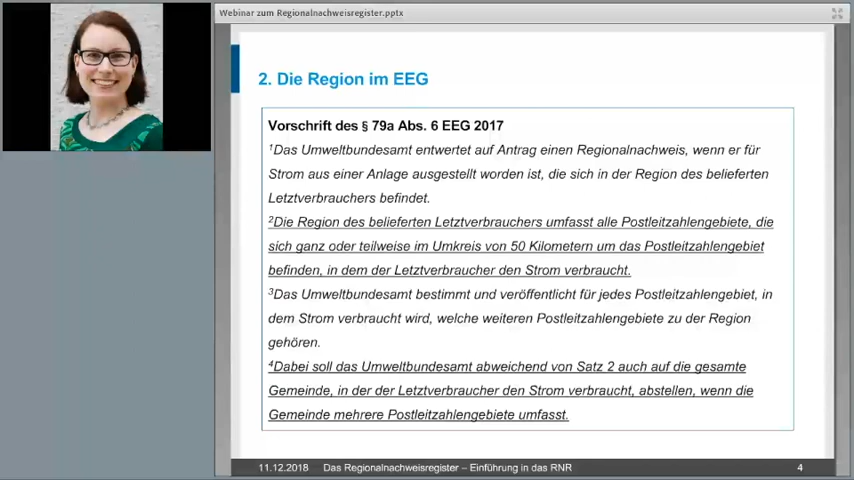 Webinar zum Regionalnachweisregister.pptx
2. Die Region im EEG
Vorschrift des § 79a Abs. 6 EEG 2017
¹Das Umweltbundesamt entwertet auf Antrag einen Regionalnachweis, wenn er für
Strom aus einer Anlage ausgestellt worden ist, die sich in der Region des belieferten
Letztverbrauchers befindet.
²Die Region des belieferten Letztverbrauchers umfasst alle Postleitzahlengebiete, die
sich ganz oder teilweise im Umkreis von 50 Kilometern um das Postleitzahlengebiet
befinden, in dem der Letztverbraucher den Strom verbraucht.
³Das Umweltbundesamt bestimmt und veröffentlicht für jedes Postleitzahlengebiet, in
dem Strom verbraucht wird, welche weiteren Postleitzahlengebiete zu der Region
gehören.
⁴Dabei soll das Umweltbundesamt abweichend von Satz 2 auch auf die gesamte
Gemeinde, in der der Letztverbraucher den Strom verbraucht, abstellen, wenn die
Gemeinde mehrere Postleitzahlengebiete umfasst.
11.12.2018 Das Regionalnachweisregister – Einführung in das RNR 4